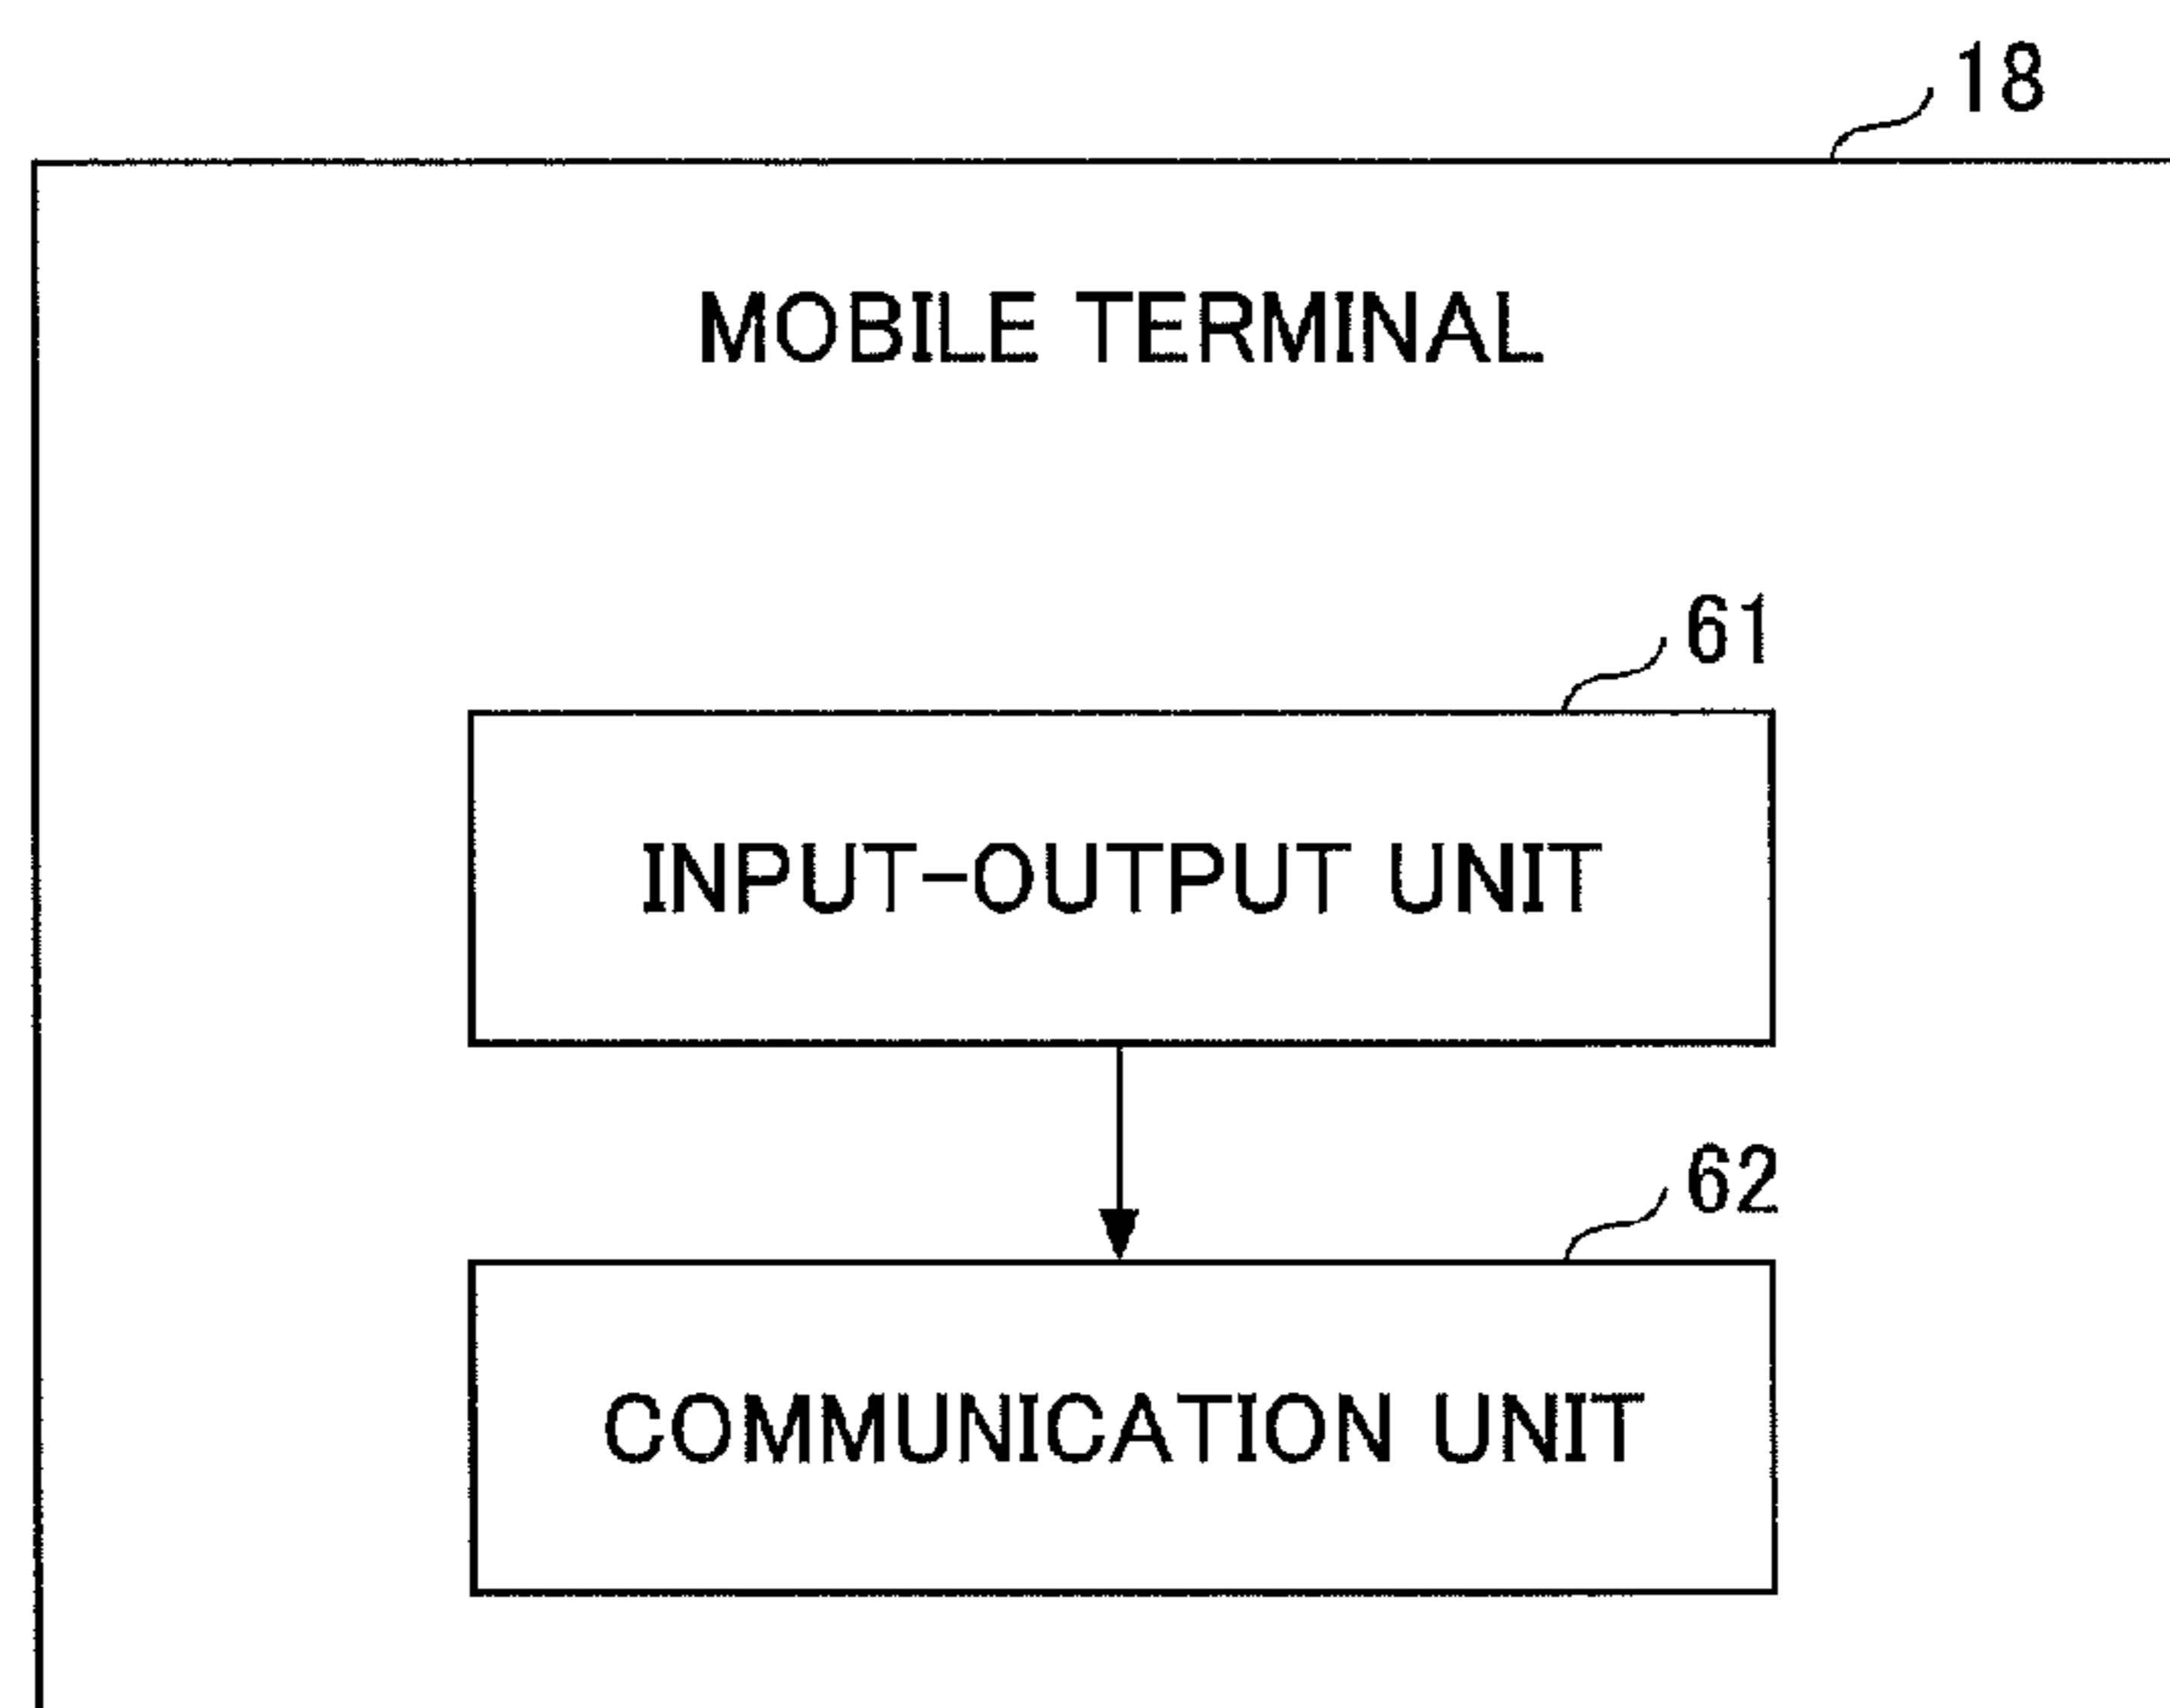 18
MOBILE TERMINAL
61
INPUT-OUTPUT UNIT
62
COMMUNICATION UNIT